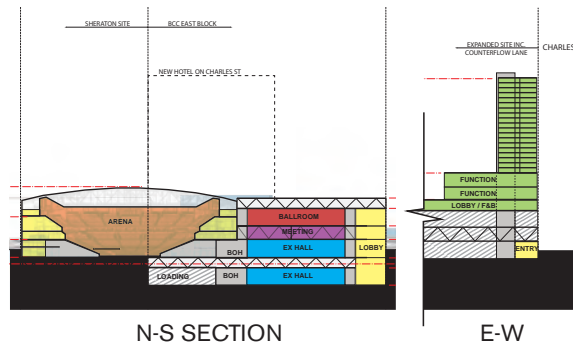 SHERATON SITE
BCC EAST BLOCK
EXPANDED SITE INC.
COUNTERFLOW LANE
CHARLES
NEW HOTEL ON CHARLES ST
FUNCTION
FUNCTION
LOBBY / F&B
ENTRY
ARENA
BALLROOM
MEETING
BOH
EX HALL
LOBBY
LOADING
BOH
EX HALL
N-S SECTION
E-W